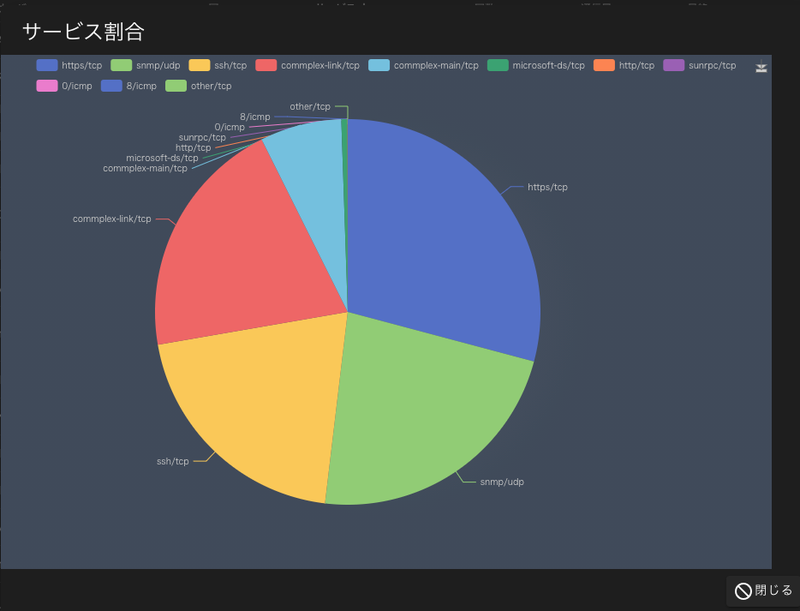 サービス割合
https/tcp snmp/udp ssh/tcp commplex-link/tcp commplex-main/tcp microsoft-ds/tcp http/tcp sunrpc/tcp
0/icmp 8/icmp other/tcp
other/tcp
8/icmp
0/icmp
sunrpc/tcp
http/tcp
microsoft-ds/tcp
commplex-main/tcp
https/tcp
commplex-link/tcp
ssh/tcp
snmp/udp
閉じる